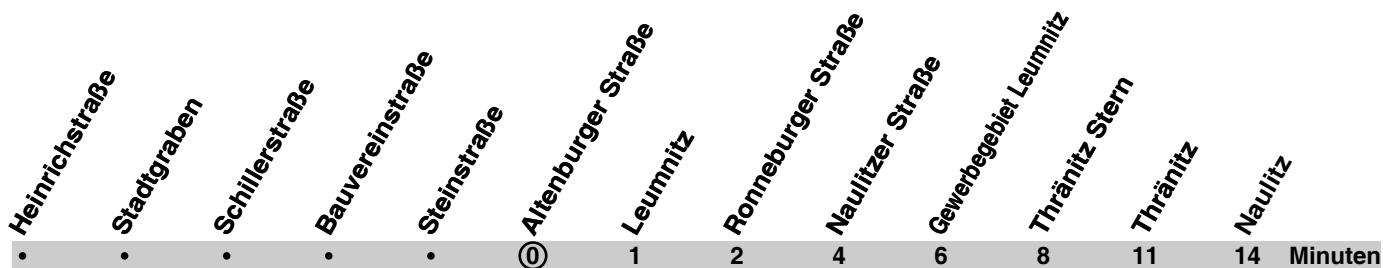 Heinrichstraße
Stadtgraben
Schillerstraße
Bauvereinstraße
Steinstraße
Altenburger Straße
Leumnitz
Ronneburger Straße
Naulitzer Straße
Gewerbegebiet Leumnitz
Thränitz Stern
Thränitz
Naulitz
• • • • • 0 1 2 4 6 8 11 14 Minuten